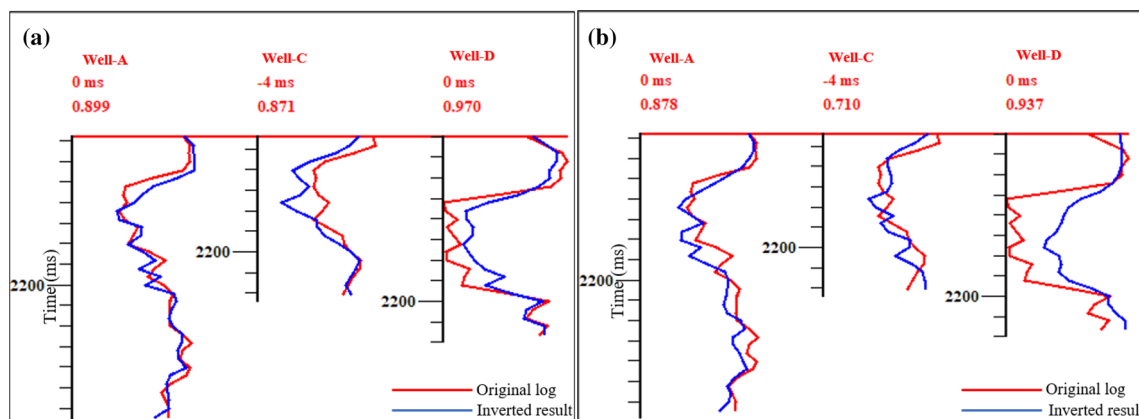 (a)
Well-A
0 ms
0.899
Well-C
-4 ms
0.871
Well-D
0 ms
0.970
2200
2200
2200
Time (ms)
Original log
Inverted result
(b)
Well-A
0 ms
0.878
Well-C
-4 ms
0.710
Well-D
0 ms
0.937
2200
2200
2200
Time (ms)
Original log
Inverted result